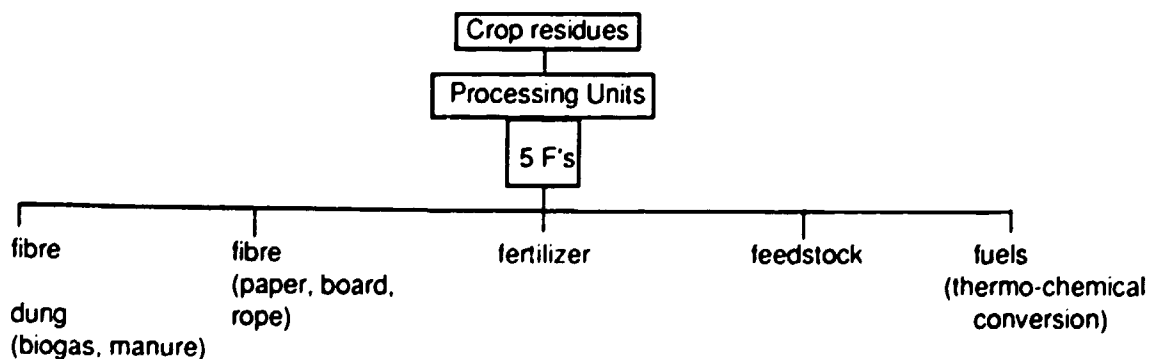 Crop residues
Processing Units
5 F's
fibre
dung
(biogas, manure)
fibre
(paper, board,
rope)
fertilizer
feedstock
fuels
(thermo-chemical
conversion)